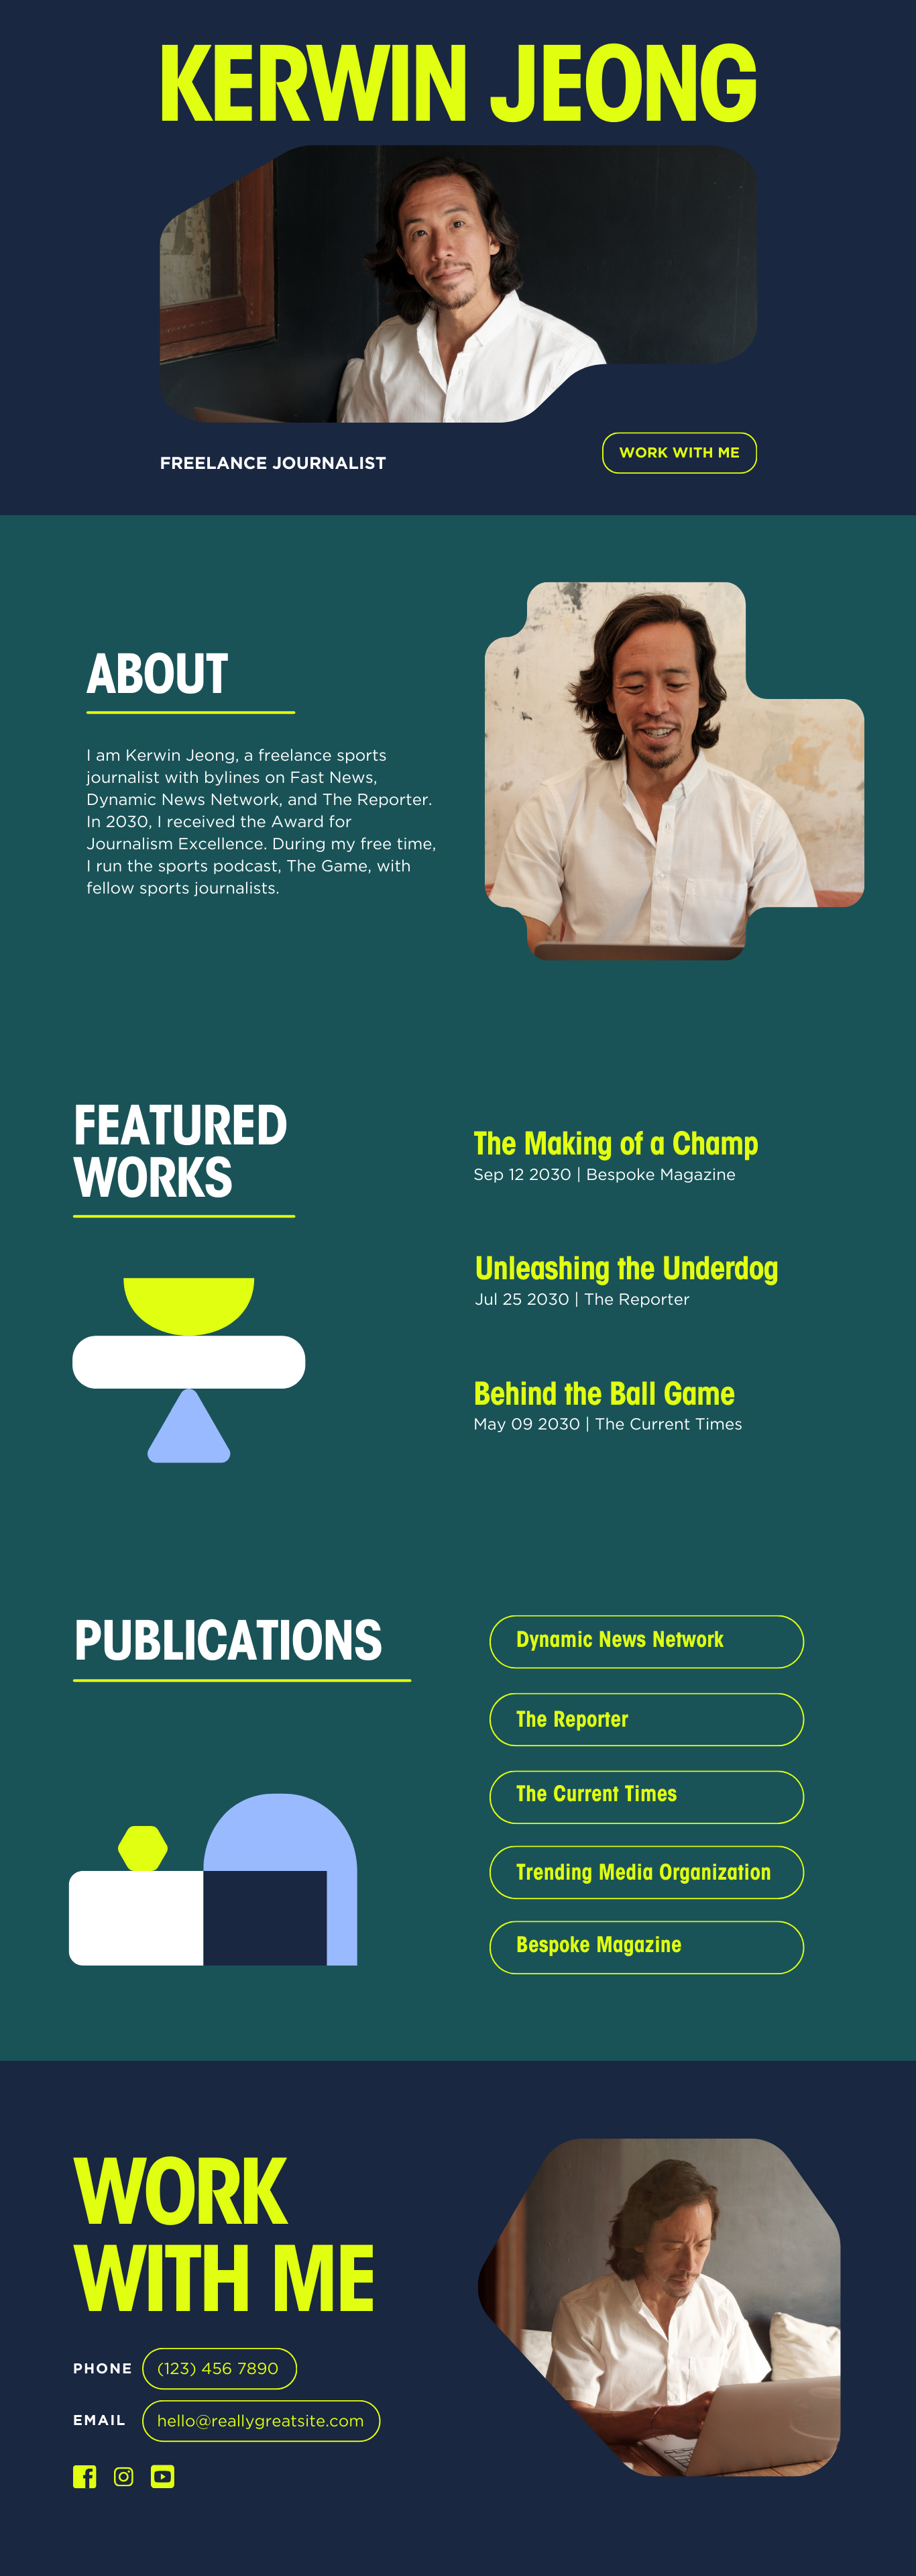 KERWIN JEONG
FREELANCE JOURNALIST
WORK WITH ME
ABOUT
I am Kerwin Jeong, a freelance sports
journalist with bylines on Fast News,
Dynamic News Network, and The Reporter.
In 2030, I received the Award for
Journalism Excellence. During my free time,
I run the sports podcast, The Game, with
fellow sports journalists.
FEATURED
WORKS
The Making of a Champ
Sep 12 2030 | Bespoke Magazine
Unleashing the Underdog
Jul 25 2030 | The Reporter
Behind the Ball Game
May 09 2030 | The Current Times
PUBLICATIONS
Dynamic News Network
The Reporter
The Current Times
Trending Media Organization
Bespoke Magazine
WORK
WITH ME
PHONE (123) 456 7890
EMAIL hello@reallygreatsite.com